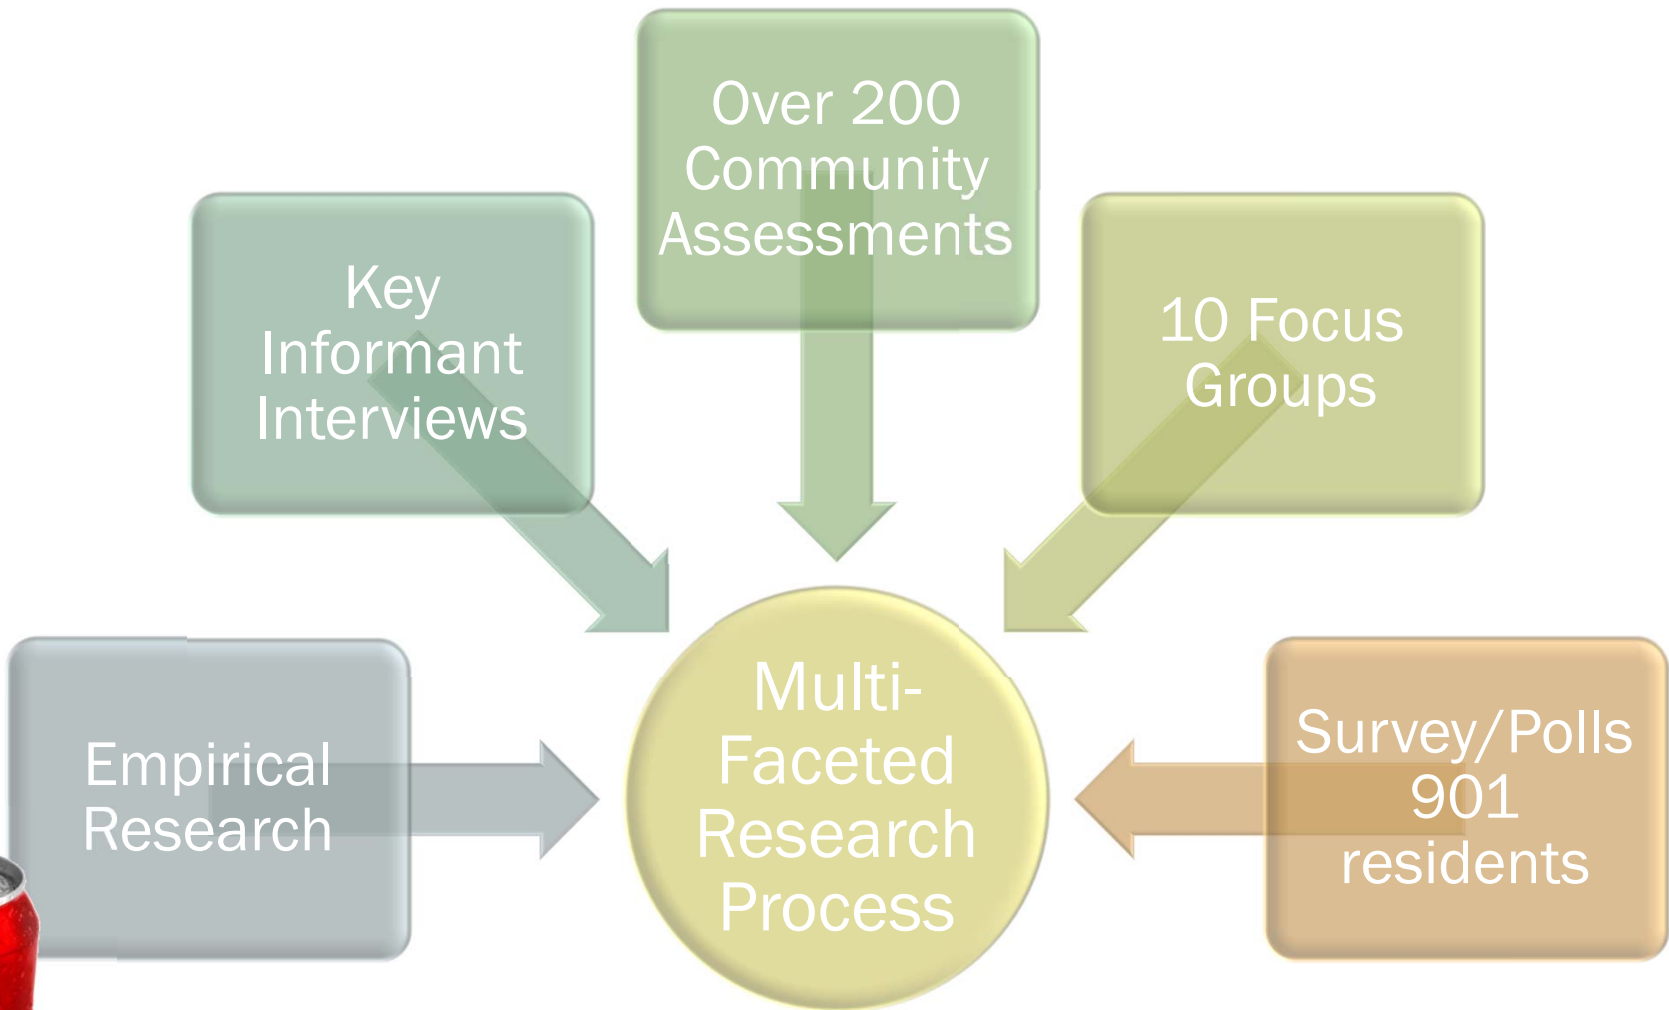 Over 200
Community
Assessments
Key
Informant
Interviews
10 Focus
Groups
Empirical
Research
Multi-
Faceted
Research
Process
Survey/Polls
901
residents